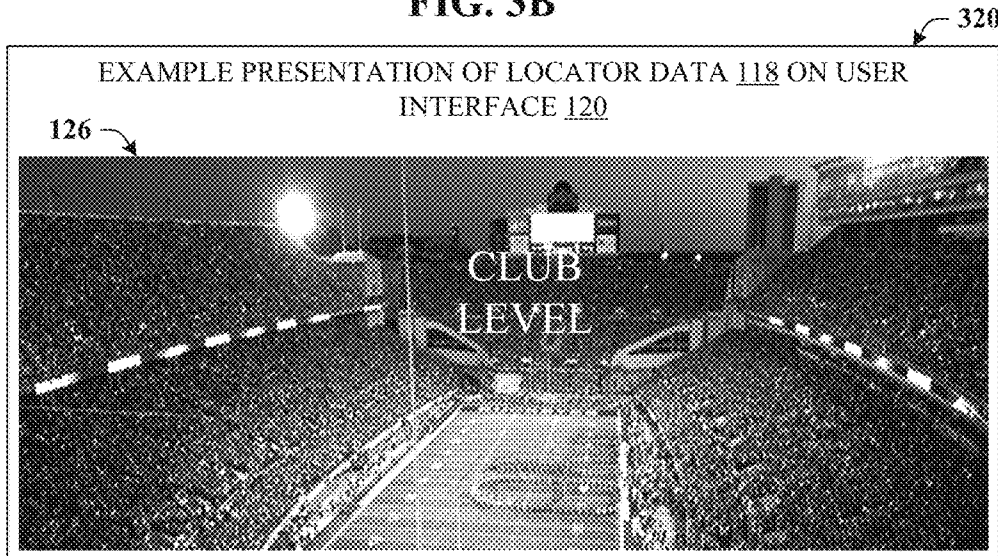 FIG. 3B
320
EXAMPLE PRESENTATION OF LOCATOR DATA 118 ON USER
INTERFACE 120
126
CLUB
LEVEL